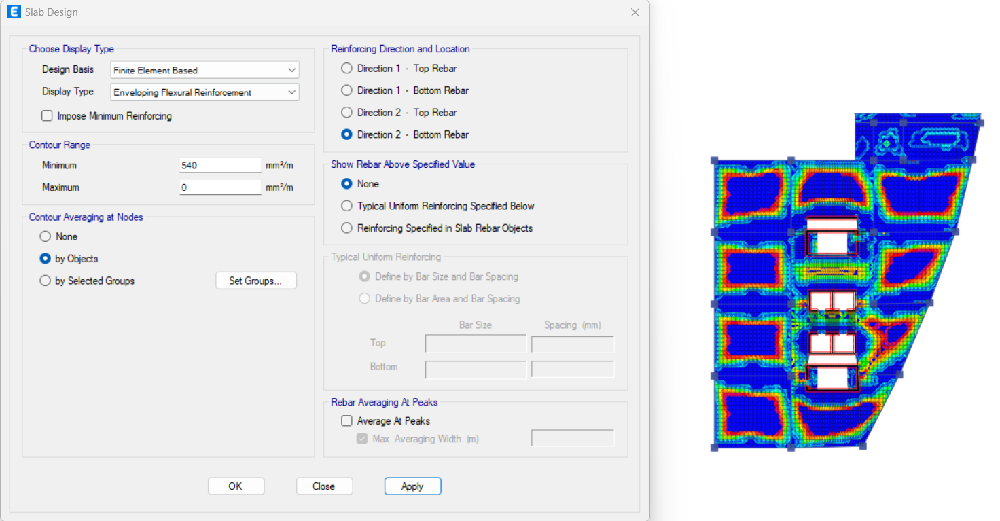 E Slab Design
Choose Display Type
Design Basis Finite Element Based
Display Type Enveloping Flexural Reinforcement
Impose Minimum Reinforcing
Contour Range
Minimum 540 mm²/m
Maximum 0 mm²/m
Contour Averaging at Nodes
None
by Objects
by Selected Groups Set Groups...
Reinforcing Direction and Location
Direction 1 - Top Rebar
Direction 1 - Bottom Rebar
Direction 2 - Top Rebar
Direction 2 - Bottom Rebar
Show Rebar Above Specified Value
None
Typical Uniform Reinforcing Specified Below
Reinforcing Specified in Slab Rebar Objects
Typical Uniform Reinforcing
Define by Bar Size and Bar Spacing
Define by Bar Area and Bar Spacing
Bar Size Spacing (mm)
Top
Bottom
Rebar Averaging At Peaks
Average At Peaks
Max. Averaging Width (m)
OK Close Apply